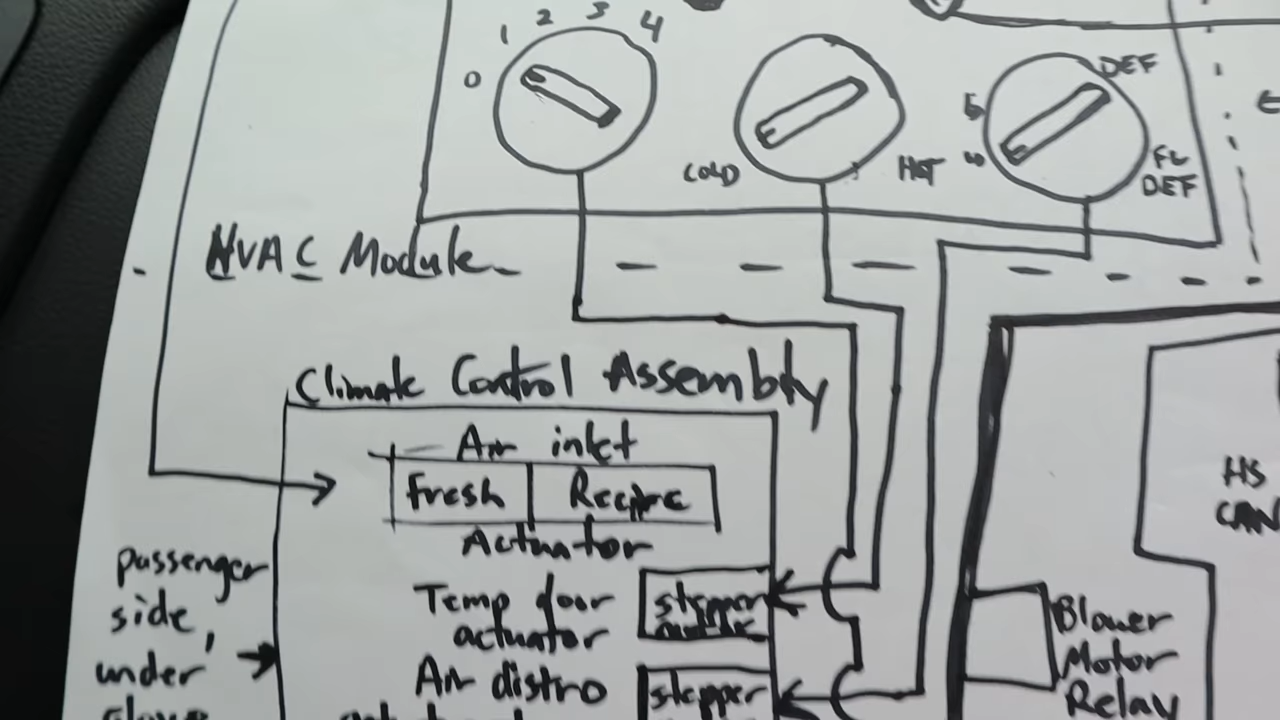 1 2 3 4
0
COLD HOT
DEF
FL
DEF
HVAC Module
Climate Control Assembly
Air inlet
Fresh Recirc
Actuator
passenger
side,
under
glove
Temp door
actuator
stepper
Air distro
stepper
HS
CAN
Blower
Motor
Relay